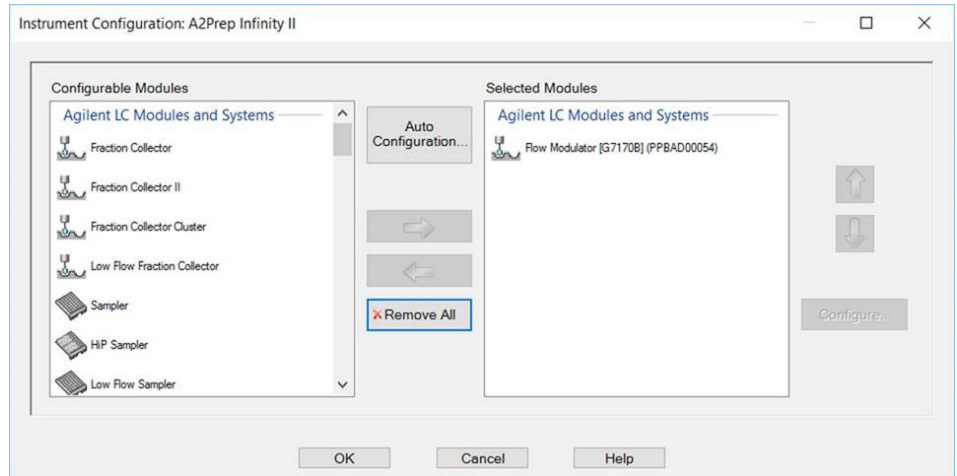 Instrument Configuration: A2Prep Infinity II
Configurable Modules
Agilent LC Modules and Systems
Fraction Collector
Fraction Collector II
Fraction Collector Cluster
Low Flow Fraction Collector
Sampler
HiP Sampler
Low Flow Sampler
Auto
Configuration...
Remove All
Selected Modules
Agilent LC Modules and Systems
Flow Modulator [G7170B] (PPBAD00054)
Configure...
OK
Cancel
Help